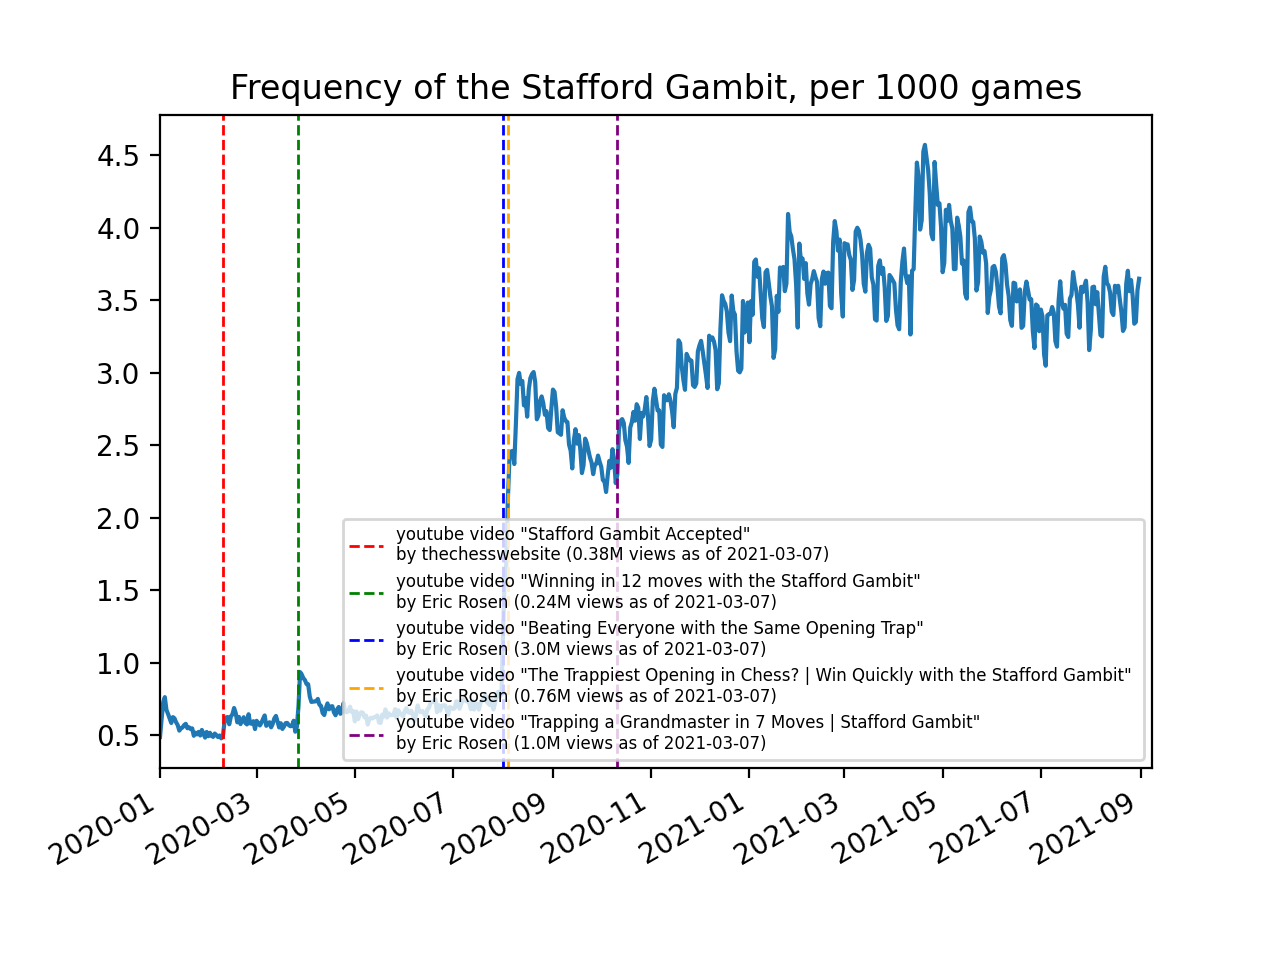 Frequency of the Stafford Gambit, per 1000 games
4.5
4.0
3.5
3.0
2.5
2.0
1.5
1.0
0.5
youtube video "Stafford Gambit Accepted"
by thechesswebsite (0.38M views as of 2021-03-07)
youtube video "Winning in 12 moves with the Stafford Gambit"
by Eric Rosen (0.24M views as of 2021-03-07)
youtube video "Beating Everyone with the Same Opening Trap"
by Eric Rosen (3.0M views as of 2021-03-07)
youtube video "The Trappiest Opening in Chess? | Win Quickly with the Stafford Gambit"
by Eric Rosen (0.76M views as of 2021-03-07)
youtube video "Trapping a Grandmaster in 7 Moves | Stafford Gambit"
by Eric Rosen (1.0M views as of 2021-03-07)
2020-01
2020-03
2020-05
2020-07
2020-09
2020-11
2021-01
2021-03
2021-05
2021-07
2021-09